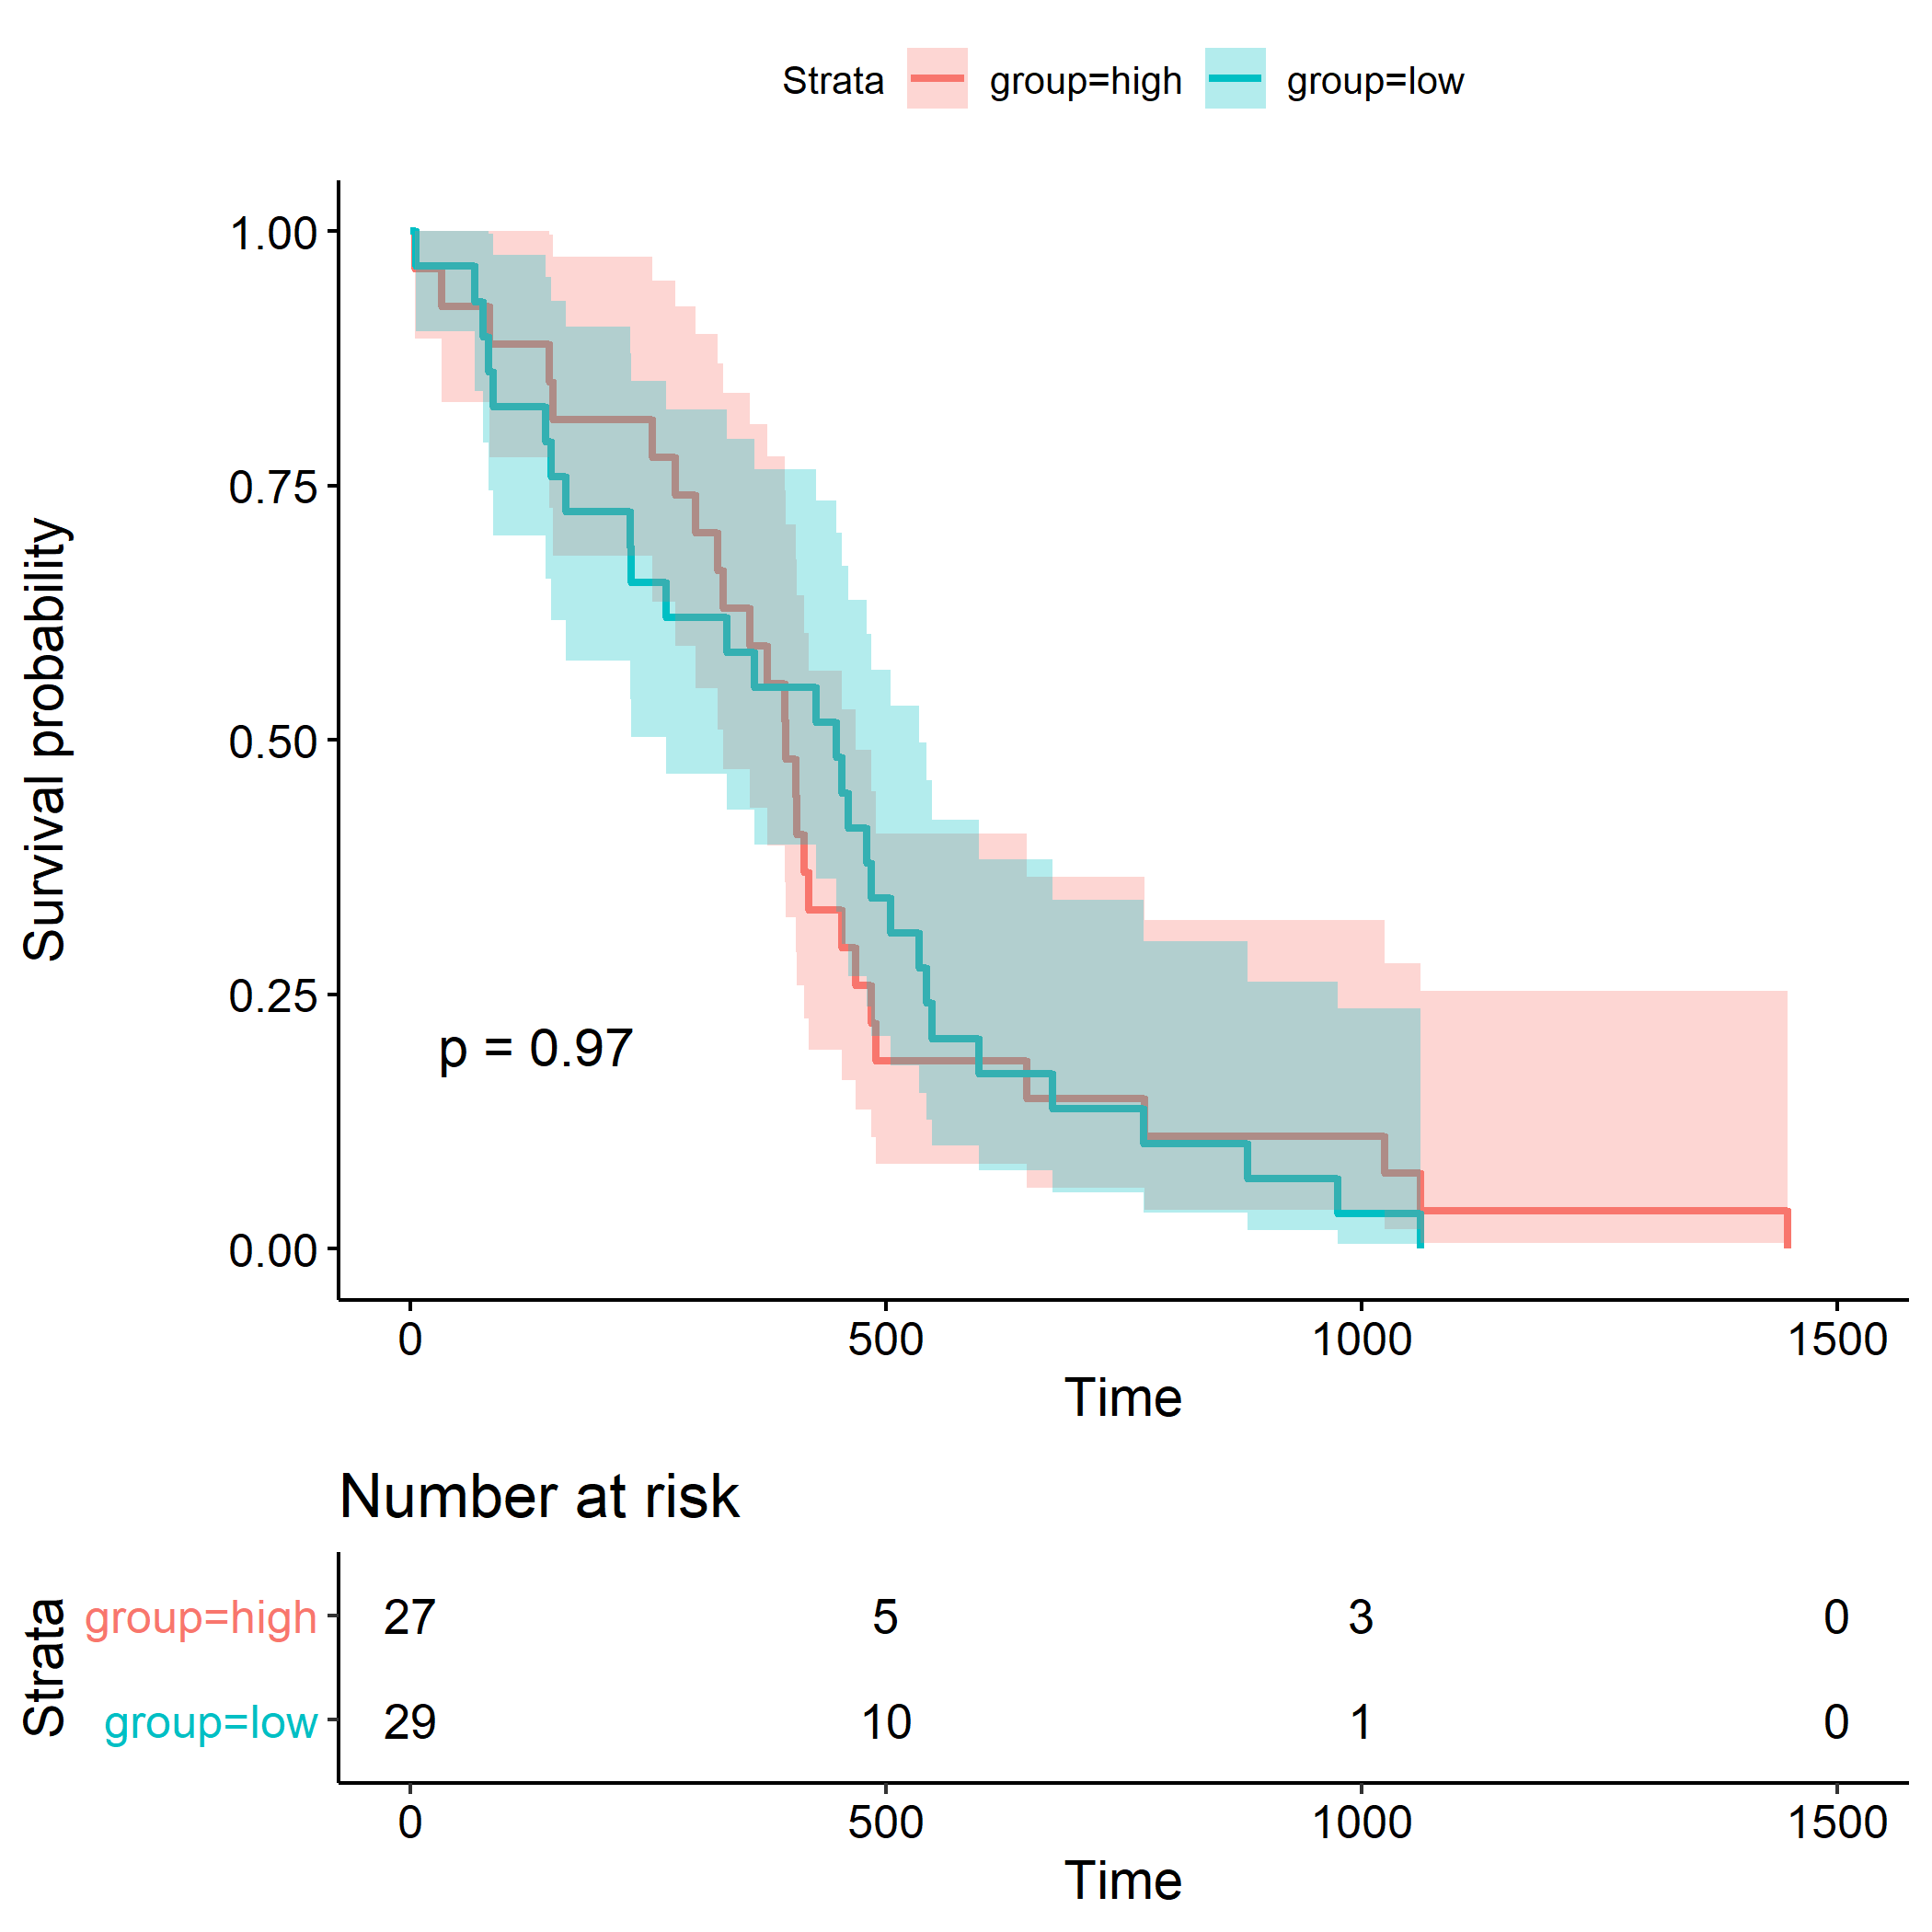 Strata group=high group=low
1.00
0.75
0.50
0.25
0.00
Survival probability
p = 0.97
0 500 1000 1500
Time
Number at risk
Strata
group=high 27 5 3 0
group=low 29 10 1 0
0 500 1000 1500
Time